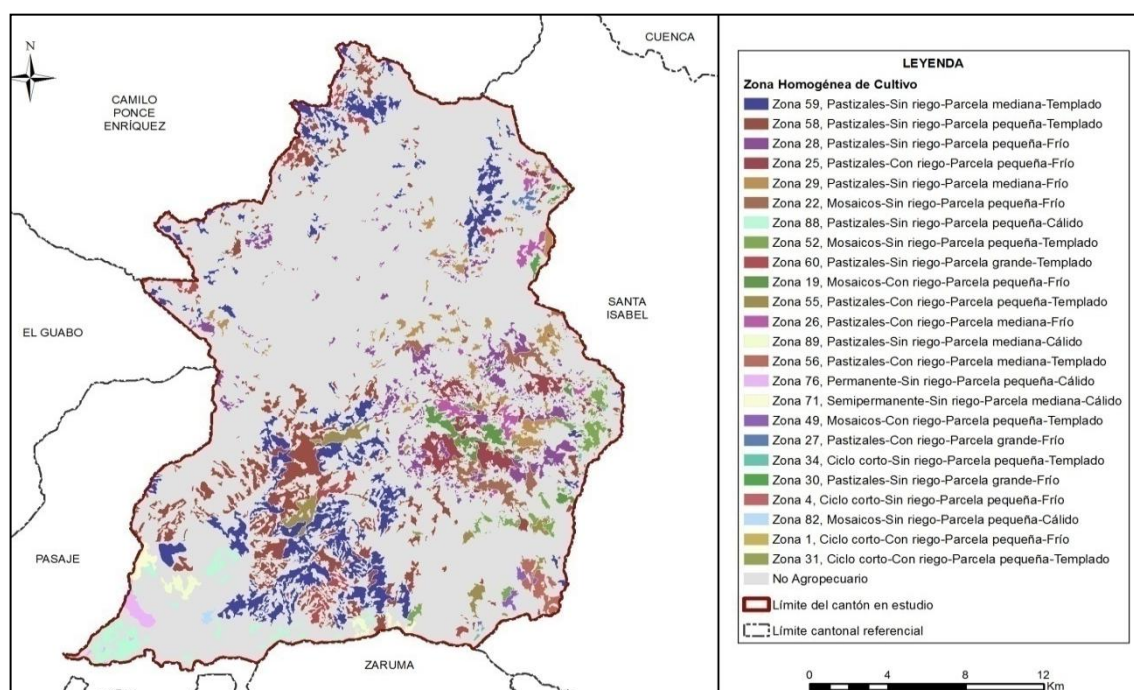 N
CUENCA
CAMILO
PONCE
ENRÍQUEZ
SANTA
ISABEL
EL GUABO
PASAJE
ZARUMA
LEYENDA
Zona Homogénea de Cultivo
Zona 59, Pastizales-Sin riego-Parcela mediana-Templado
Zona 58, Pastizales-Sin riego-Parcela pequeña-Templado
Zona 28, Pastizales-Sin riego-Parcela pequeña-Frío
Zona 25, Pastizales-Con riego-Parcela pequeña-Frío
Zona 29, Pastizales-Sin riego-Parcela mediana-Frío
Zona 22, Mosaicos-Sin riego-Parcela pequeña-Frío
Zona 88, Pastizales-Sin riego-Parcela pequeña-Cálido
Zona 52, Mosaicos-Sin riego-Parcela pequeña-Templado
Zona 60, Pastizales-Sin riego-Parcela grande-Templado
Zona 19, Mosaicos-Con riego-Parcela pequeña-Frío
Zona 55, Pastizales-Con riego-Parcela pequeña-Templado
Zona 26, Pastizales-Con riego-Parcela mediana-Frío
Zona 89, Pastizales-Sin riego-Parcela mediana-Cálido
Zona 56, Pastizales-Con riego-Parcela mediana-Templado
Zona 76, Permanente-Sin riego-Parcela pequeña-Cálido
Zona 71, Semipermanente-Sin riego-Parcela mediana-Cálido
Zona 49, Mosaicos-Con riego-Parcela pequeña-Templado
Zona 27, Pastizales-Con riego-Parcela grande-Frío
Zona 34, Ciclo corto-Sin riego-Parcela pequeña-Templado
Zona 30, Pastizales-Sin riego-Parcela grande-Frío
Zona 4, Ciclo corto-Sin riego-Parcela pequeña-Frío
Zona 82, Mosaicos-Sin riego-Parcela pequeña-Cálido
Zona 1, Ciclo corto-Con riego-Parcela pequeña-Frío
Zona 31, Ciclo corto-Con riego-Parcela pequeña-Templado
No Agropecuario
Límite del cantón en estudio
Límite cantonal referencial
0 4 8 12
Km